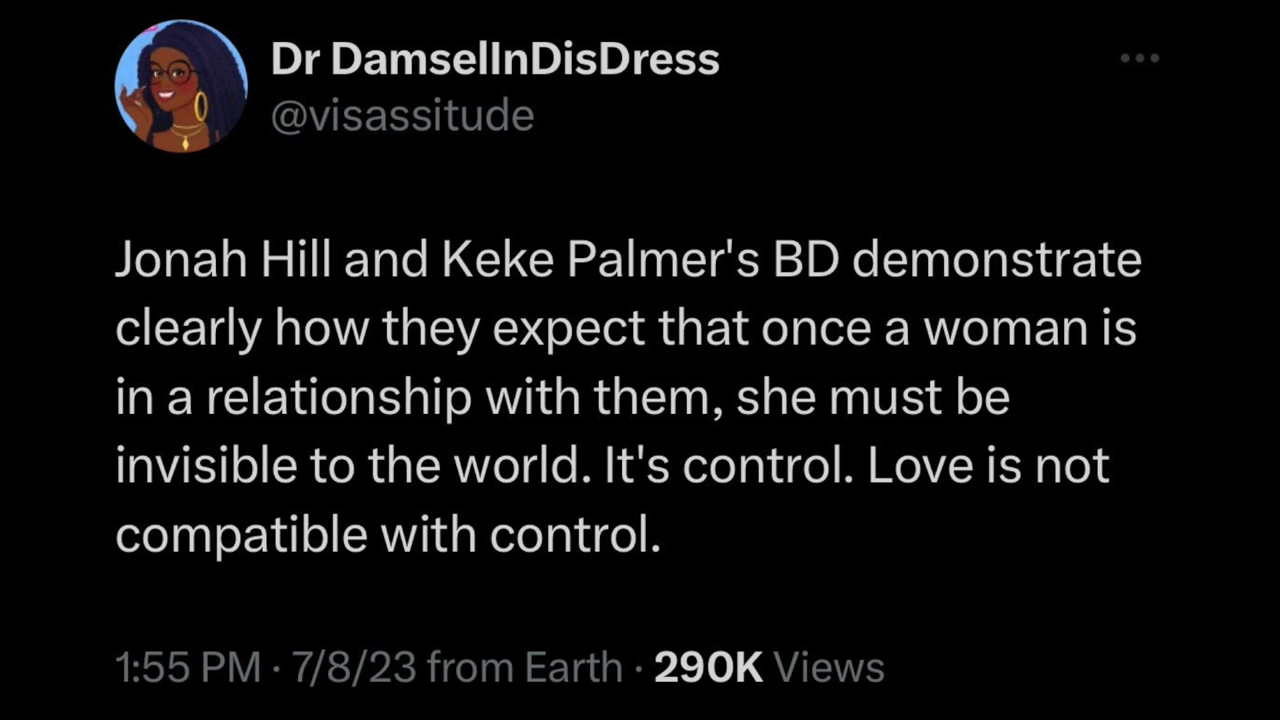 Dr DamselInDisDress
@visassitude
Jonah Hill and Keke Palmer's BD demonstrate
clearly how they expect that once a woman is
in a relationship with them, she must be
invisible to the world. It's control. Love is not
compatible with control.
1:55 PM · 7/8/23 from Earth · 290K Views